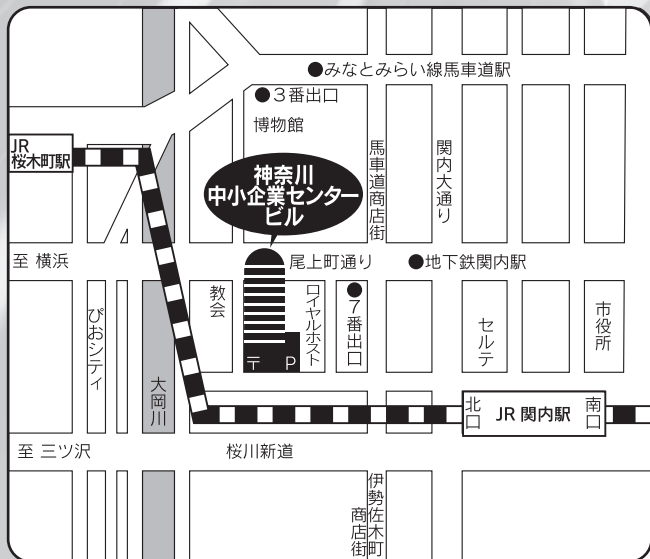 ●みなとみらい線馬車道駅
●3番出口
博物館
JR
桜木町駅
神奈川
中小企業センター
ビル
馬車道商店街
関内大通り
至 横浜
尾上町通り
●地下鉄関内駅
ぴおシティ
教会
ロイヤルホスト
●7番出口
セルテ
市役所
〒 P
大岡川
北口
JR 関内駅
南口
至 三ツ沢
桜川新道
伊勢佐木町
商店街